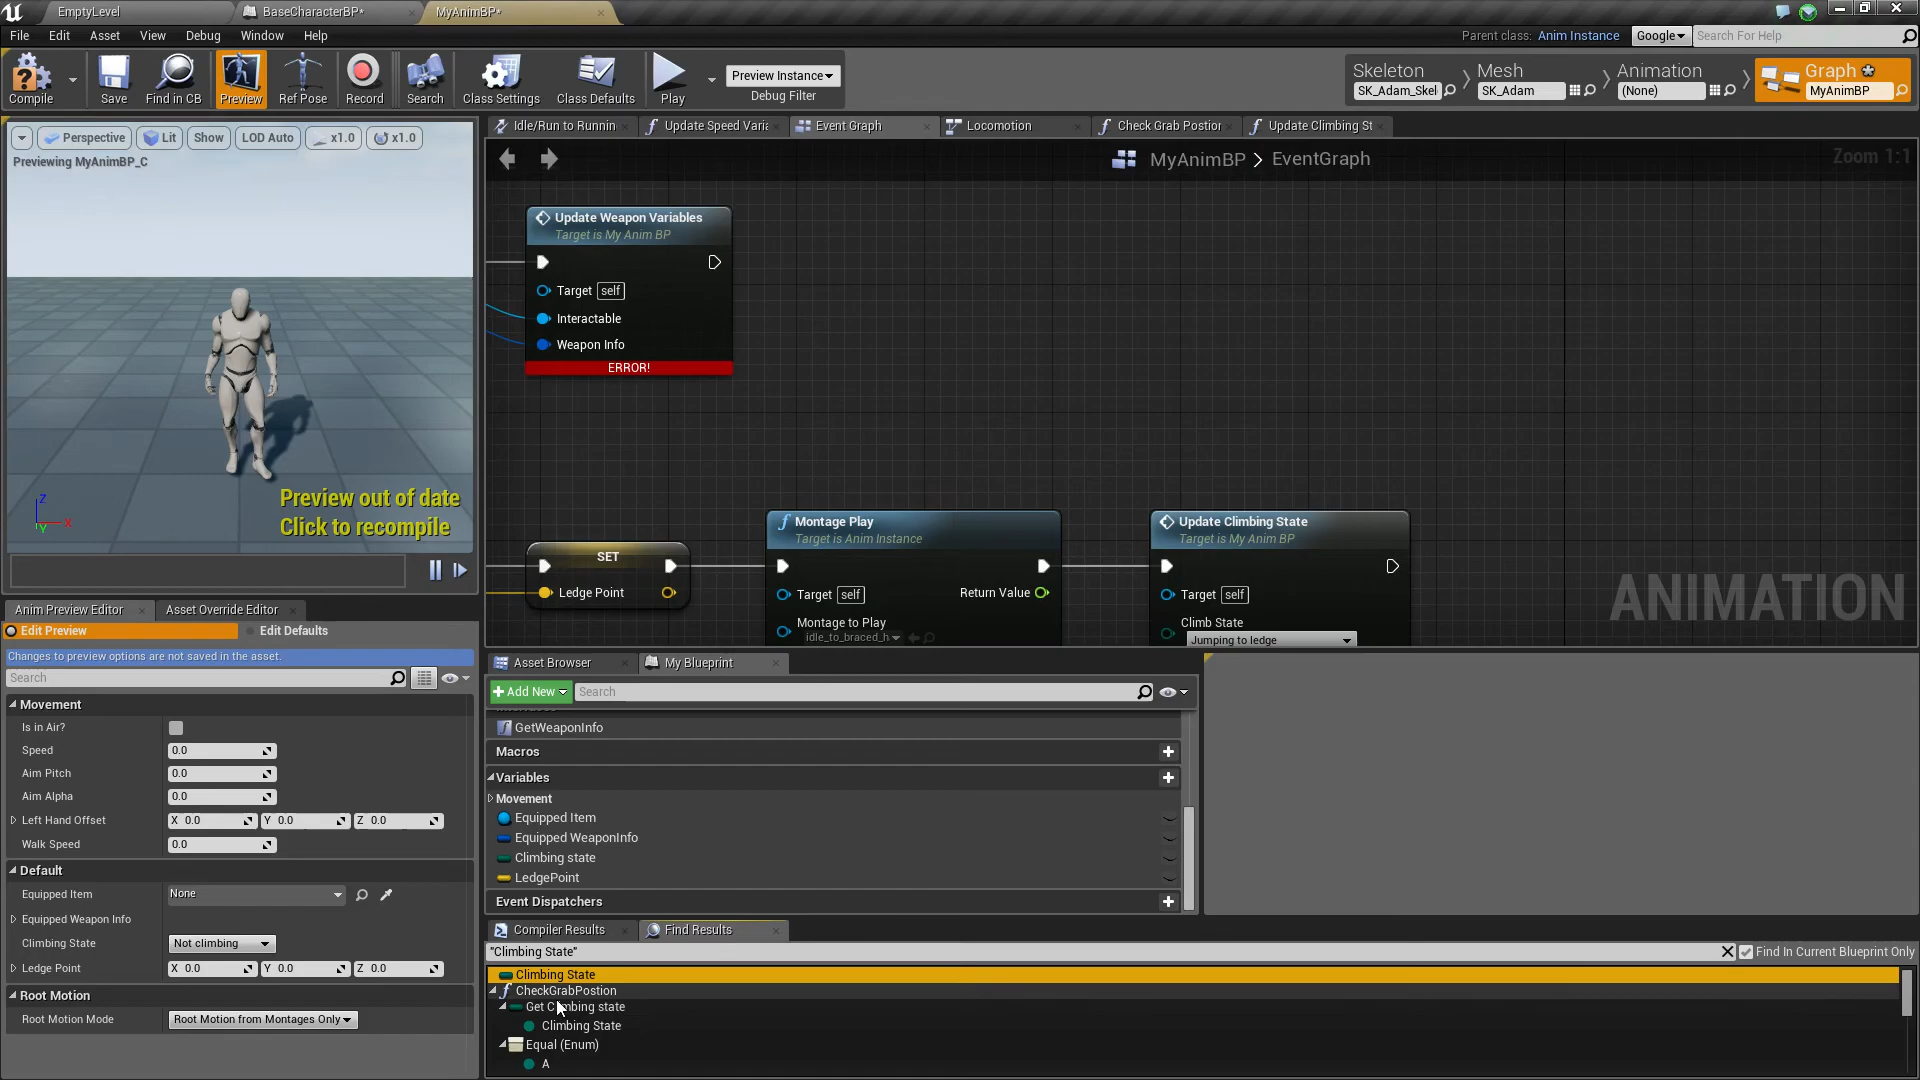 EmptyLevel
BaseCharacterBP*
MyAnimBP*
File Edit Asset View Debug Window Help
Parent class: Anim Instance Google Search For Help
Compile
Save
Find in CB
Preview
Ref Pose
Record
Search
Class Settings
Class Defaults
Play
Preview Instance
Debug Filter
Skeleton
SK_Adam_Skel
Mesh
SK_Adam
Animation
(None)
Graph
MyAnimBP
Perspective Lit Show LOD Auto x1.0 x1.0
Previewing MyAnimBP_C
Z
X
Y
Preview out of date
Click to recompile
Idle/Run to Runnin
Update Speed Varia
Event Graph
Locomotion
Check Grab Postior
Update Climbing St
MyAnimBP > EventGraph
Zoom 1:1
Update Weapon Variables
Target is My Anim BP
Target self
Interactable
Weapon Info
ERROR!
SET
Ledge Point
Montage Play
Target is Anim Instance
Target self
Return Value
Montage to Play
idle_to_braced_h
Update Climbing State
Target is My Anim BP
Target self
Climb State
Jumping to ledge
ANIMATION
Anim Preview Editor
Asset Override Editor
Edit Preview
Edit Defaults
Changes to preview options are not saved in the asset.
Search
Movement
Is in Air?
Speed 0.0
Aim Pitch 0.0
Aim Alpha 0.0
Left Hand Offset X 0.0 Y 0.0 Z 0.0
Walk Speed 0.0
Default
Equipped Item None
Equipped Weapon Info
Climbing State Not climbing
Ledge Point X 0.0 Y 0.0 Z 0.0
Root Motion
Root Motion Mode Root Motion from Montages Only
Asset Browser
My Blueprint
Add New Search
GetWeaponInfo
Macros
Variables
Movement
Equipped Item
Equipped WeaponInfo
Climbing state
LedgePoint
Event Dispatchers
Compiler Results
Find Results
"Climbing State"
Find In Current Blueprint Only
Climbing State
CheckGrabPostion
Get Climbing state
Climbing State
Equal (Enum)
A